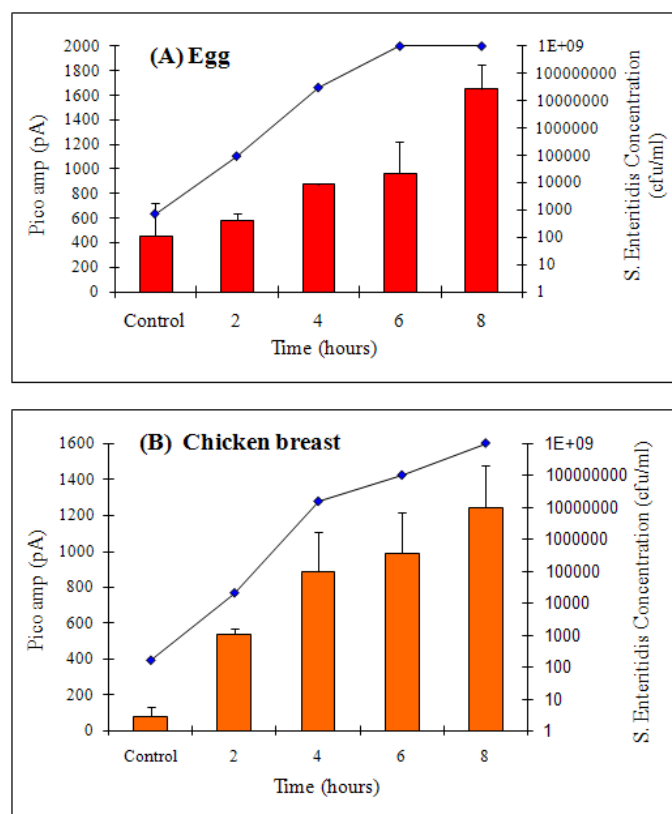 (A) Egg
2000
1800
1600
1400
1200
1000
800
600
400
200
0
Pico amp (pA)
1E+09
100000000
10000000
1000000
100000
10000
1000
100
10
1
S. Enteritidis Concentration
(cfu/ml)
Control 2 4 6 8
Time (hours)
(B) Chicken breast
1600
1400
1200
1000
800
600
400
200
0
Pico amp (pA)
1E+09
100000000
10000000
1000000
100000
10000
1000
100
10
1
S. Enteritidis Concentration (cfu/ml)
Control 2 4 6 8
Time (hours)